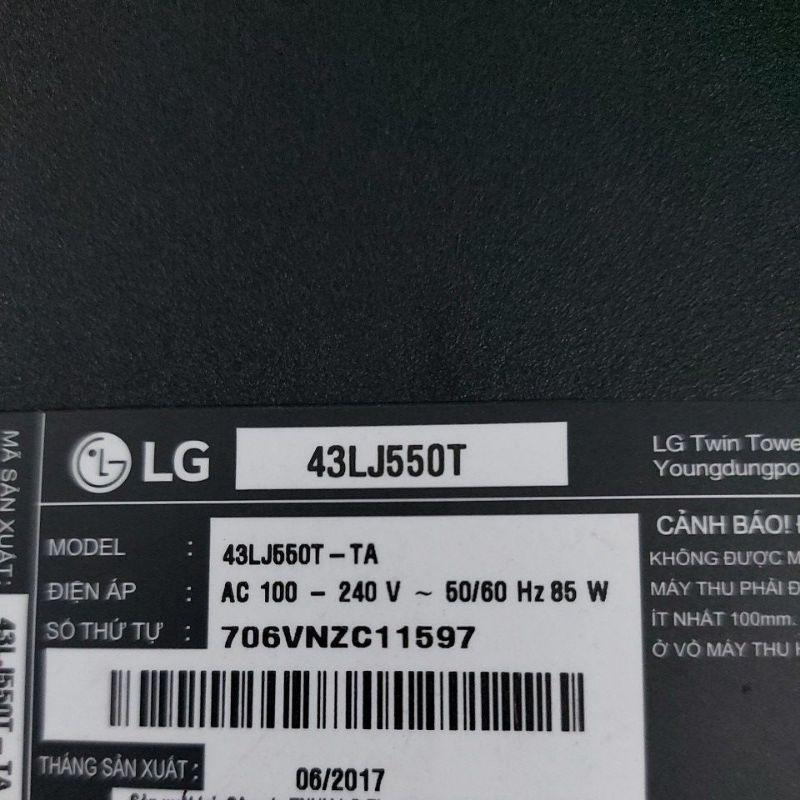 LG 43LJ550T
LG Twin Towe
Youngdungpo
MODEL : 43LJ550T-TA
ĐIỆN ÁP : AC 100 - 240 V ~ 50/60 Hz 85 W
SỐ THỨ TỰ : 706VNZC11597
THÁNG SẢN XUẤT : 06/2017
CẢNH BÁO!
KHÔNG ĐƯỢC M
MÁY THU PHẢI Đ
ÍT NHẤT 100mm.
Ở VỎ MÁY THU
MÃ SẢN XUẤT:
43LJ550T-TA